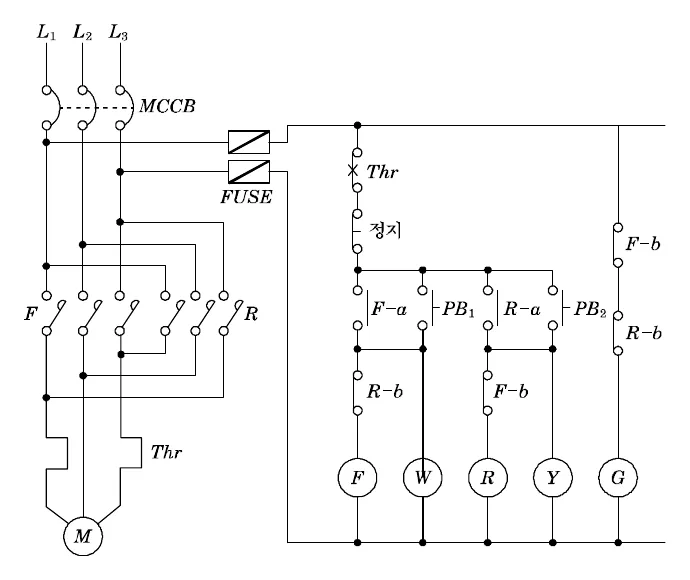 L₁ L₂ L₃
MCCB
FUSE
Thr
정지
F-b
F R
F-a PB₁ R-a PB₂
R-b
R-b F-b
Thr
F W R Y G
M